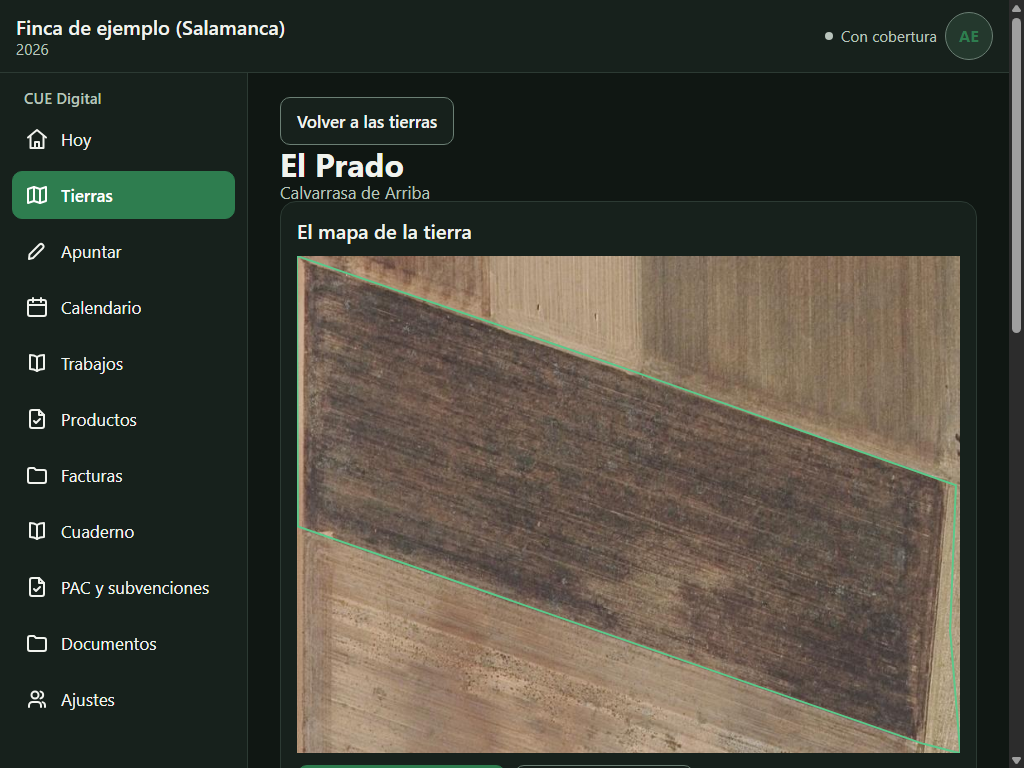 Finca de ejemplo (Salamanca)
2026
Con cobertura
AE
CUE Digital
Hoy
Tierras
Apuntar
Calendario
Trabajos
Productos
Facturas
Cuaderno
PAC y subvenciones
Documentos
Ajustes
Volver a las tierras
El Prado
Calvarrasa de Arriba
El mapa de la tierra